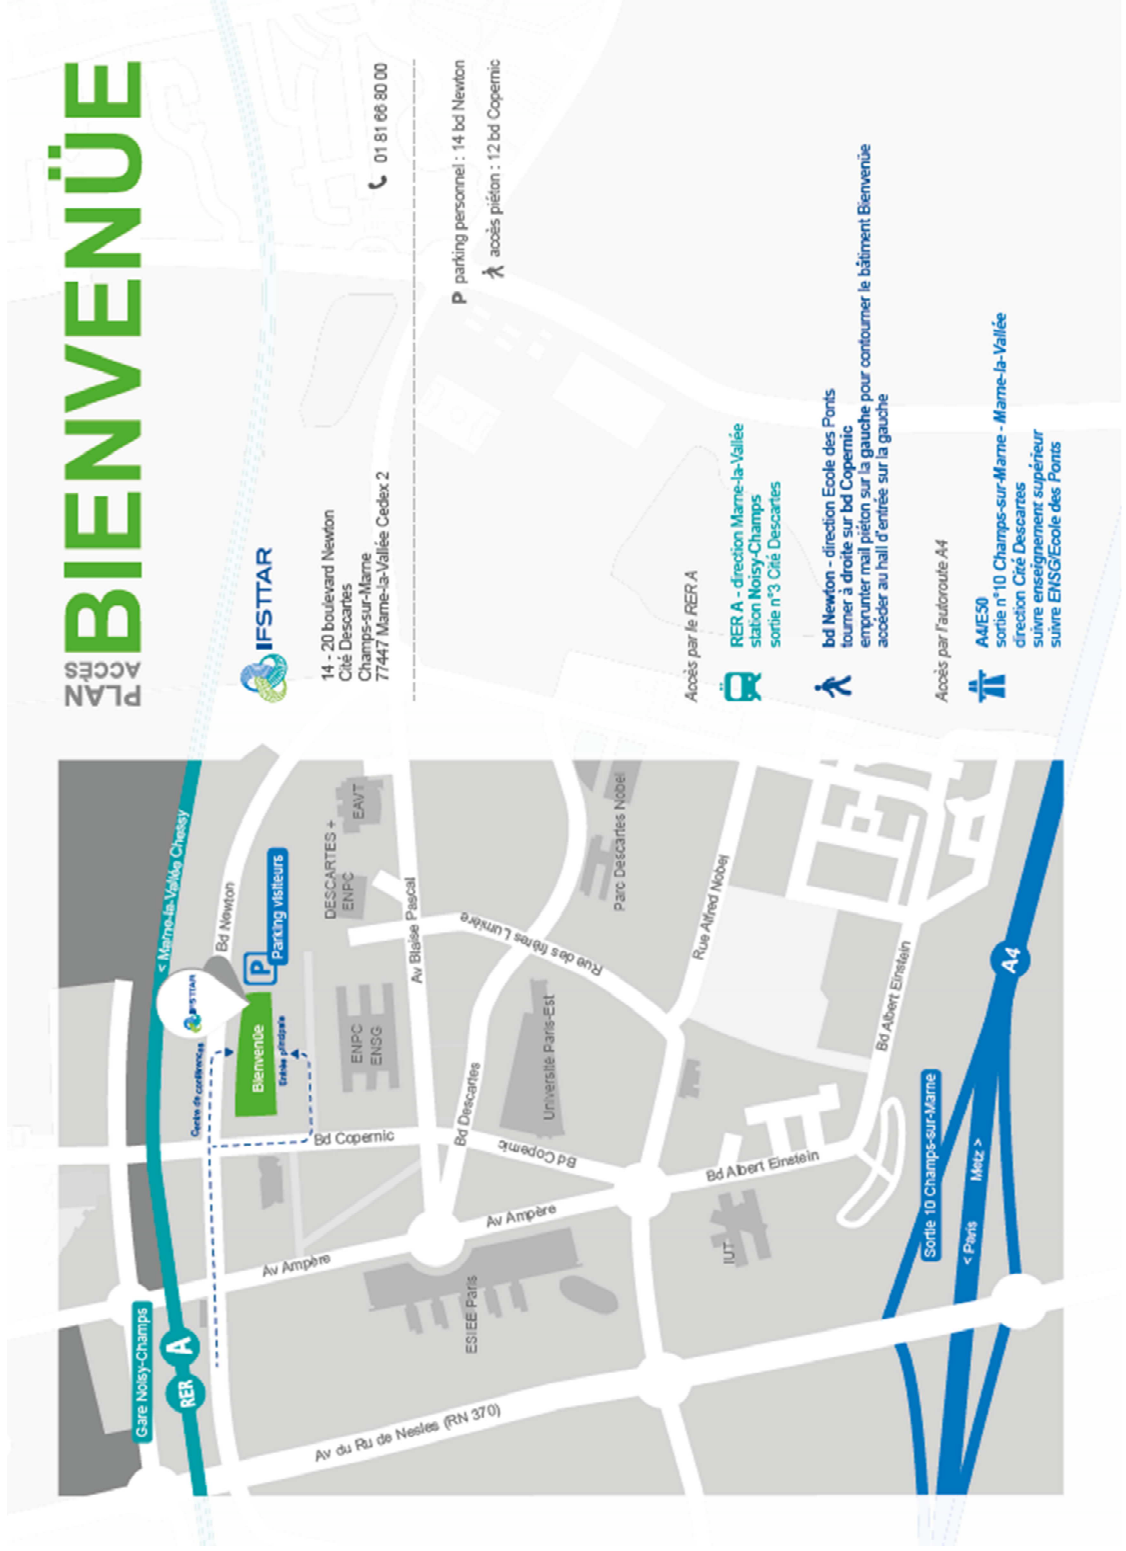 PLAN
ACCÈS
BIENVENÜE
IFSTTAR
14 - 20 boulevard Newton
Cité Descartes
Champs-sur-Marne
77447 Marne-la-Vallée Cedex 2
01 81 66 80 00
P parking personnel : 14 bd Newton
accès piéton : 12 bd Copernic
Accès par le RER A
RER A - direction Marne-la-Vallée
station Noisy-Champs
sortie n°3 Cité Descartes
bd Newton - direction Ecole des Ponts
tourner à droite sur bd Copernic
emprunter mail piéton sur la gauche pour contourner le bâtiment Bienvenüe
accéder au hall d'entrée sur la gauche
Accès par l'autoroute A4
A4/E50
sortie n°10 Champs-sur-Marne - Marne-la-Vallée
direction Cité Descartes
suivre enseignement supérieur
suivre ENSG/Ecole des Ponts
Gare Noisy-Champs
RER
A
< Marne-la-Vallée Chessy
IFSTTAR
Centre de conférences
Bd Newton
Bienvenüe
P
Parking visiteurs
Entrée principale
Bd Copernic
Av Ampère
DESCARTES +
ENPC
EAVT
ENPC
ENSG
Av Blaise Pascal
Bd Descartes
Rue des frères Lumière
Bd Copernic
Av Ampère
ESIEE Paris
Université Paris-Est
Parc Descartes Nobel
Rue Alfred Nobel
Bd Albert Einstein
IUT
Bd Albert Einstein
Av du Ru de Nesles (RN 370)
Sortie 10 Champs-sur-Marne
< Paris
Metz >
A4